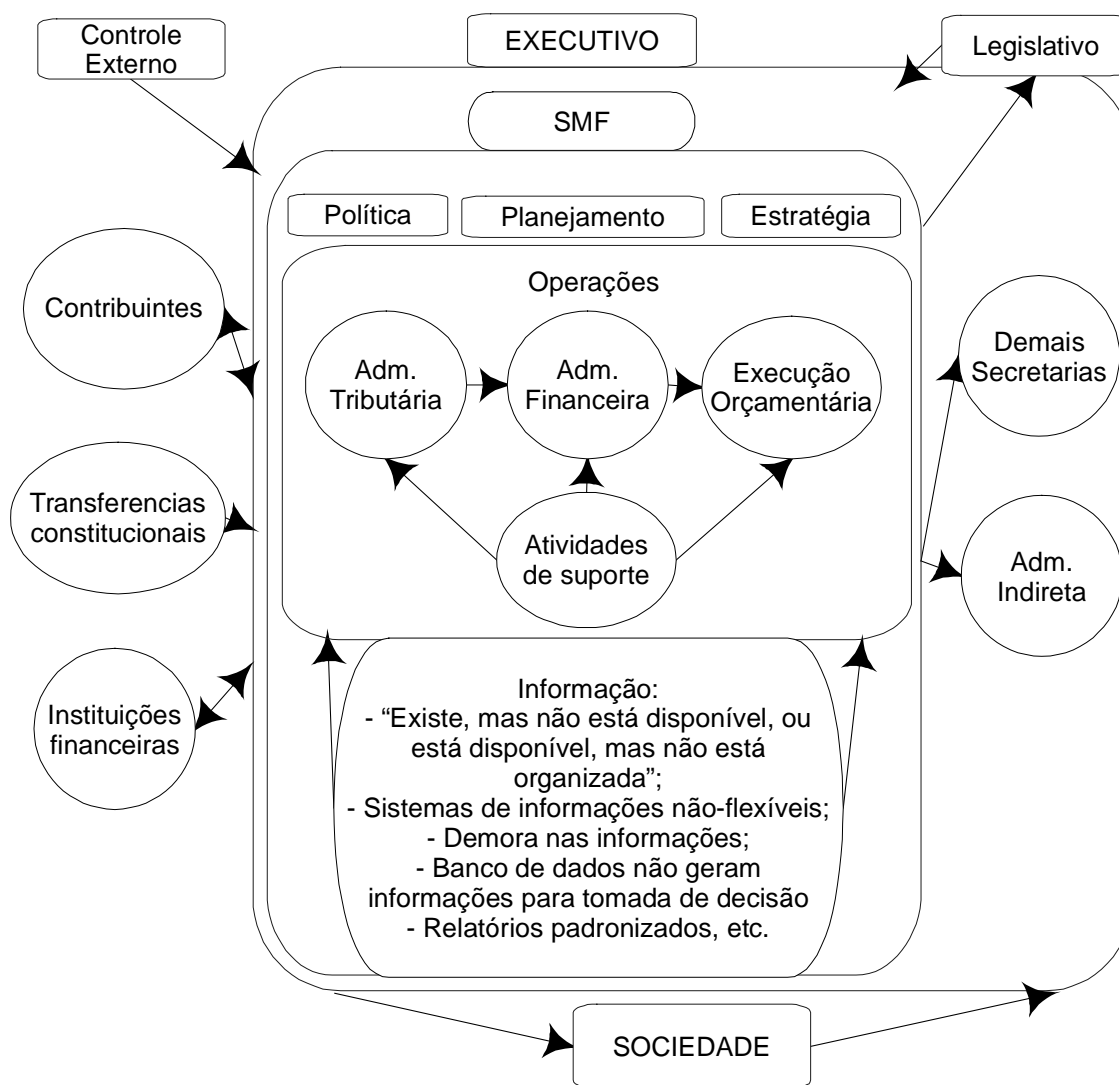 Controle
Externo
EXECUTIVO
Legislativo
SMF
Política
Planejamento
Estratégia
Operações
Contribuintes
Adm.
Tributária
Adm.
Financeira
Execução
Orçamentária
Demais
Secretarias
Transferencias
constitucionais
Atividades
de suporte
Adm.
Indireta
Instituições
financeiras
Informação:
- “Existe, mas não está disponível, ou
está disponível, mas não está
organizada”;
- Sistemas de informações não-flexíveis;
- Demora nas informações;
- Banco de dados não geram
informações para tomada de decisão
- Relatórios padronizados, etc.
SOCIEDADE